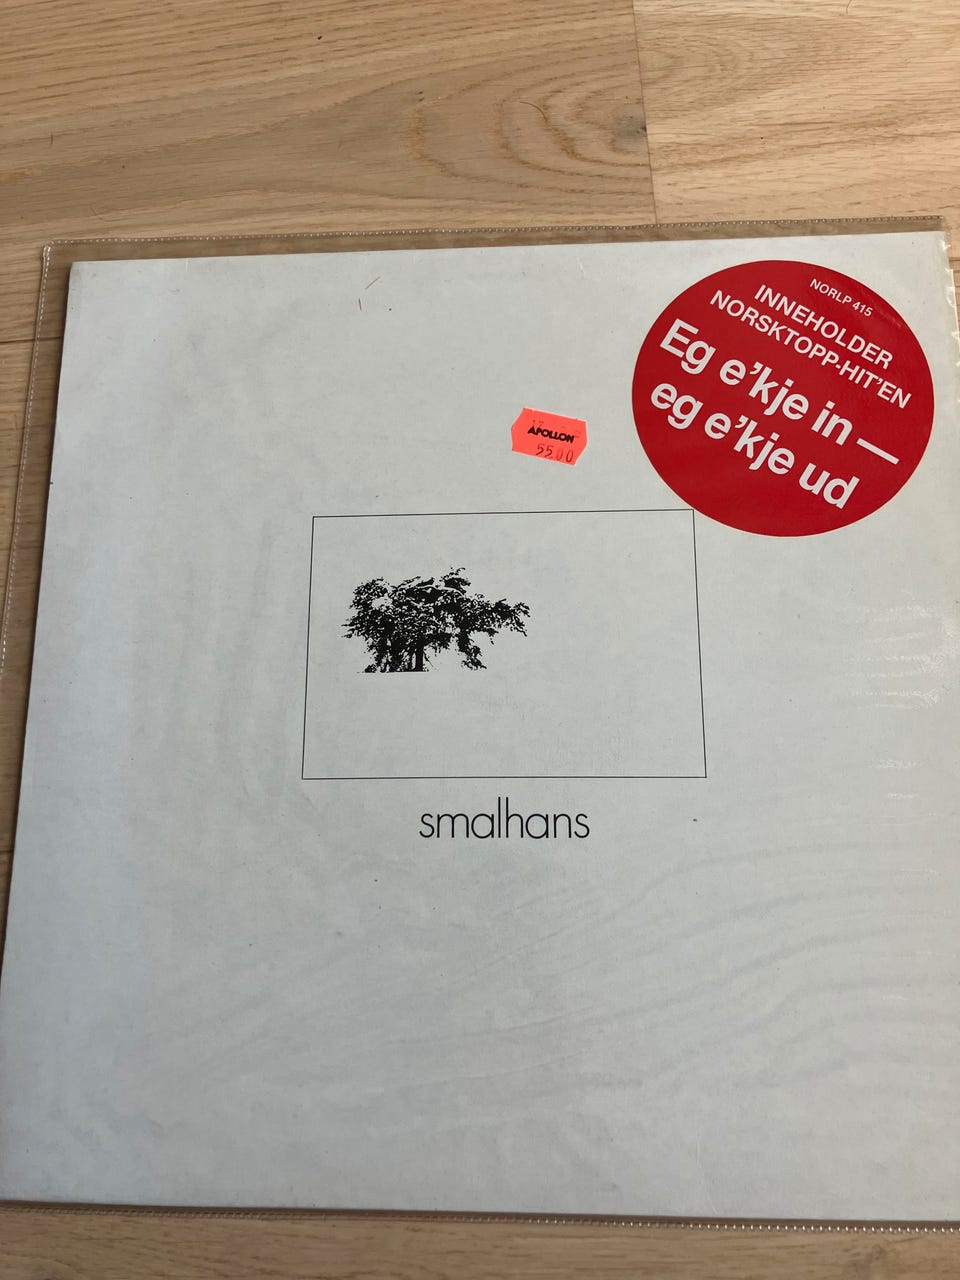 NORLP 415
INNEHOLDER
NORSKTOPP-HIT'EN
Eg e'kje in —
eg e'kje ud
APOLLON
55.00
smalhans